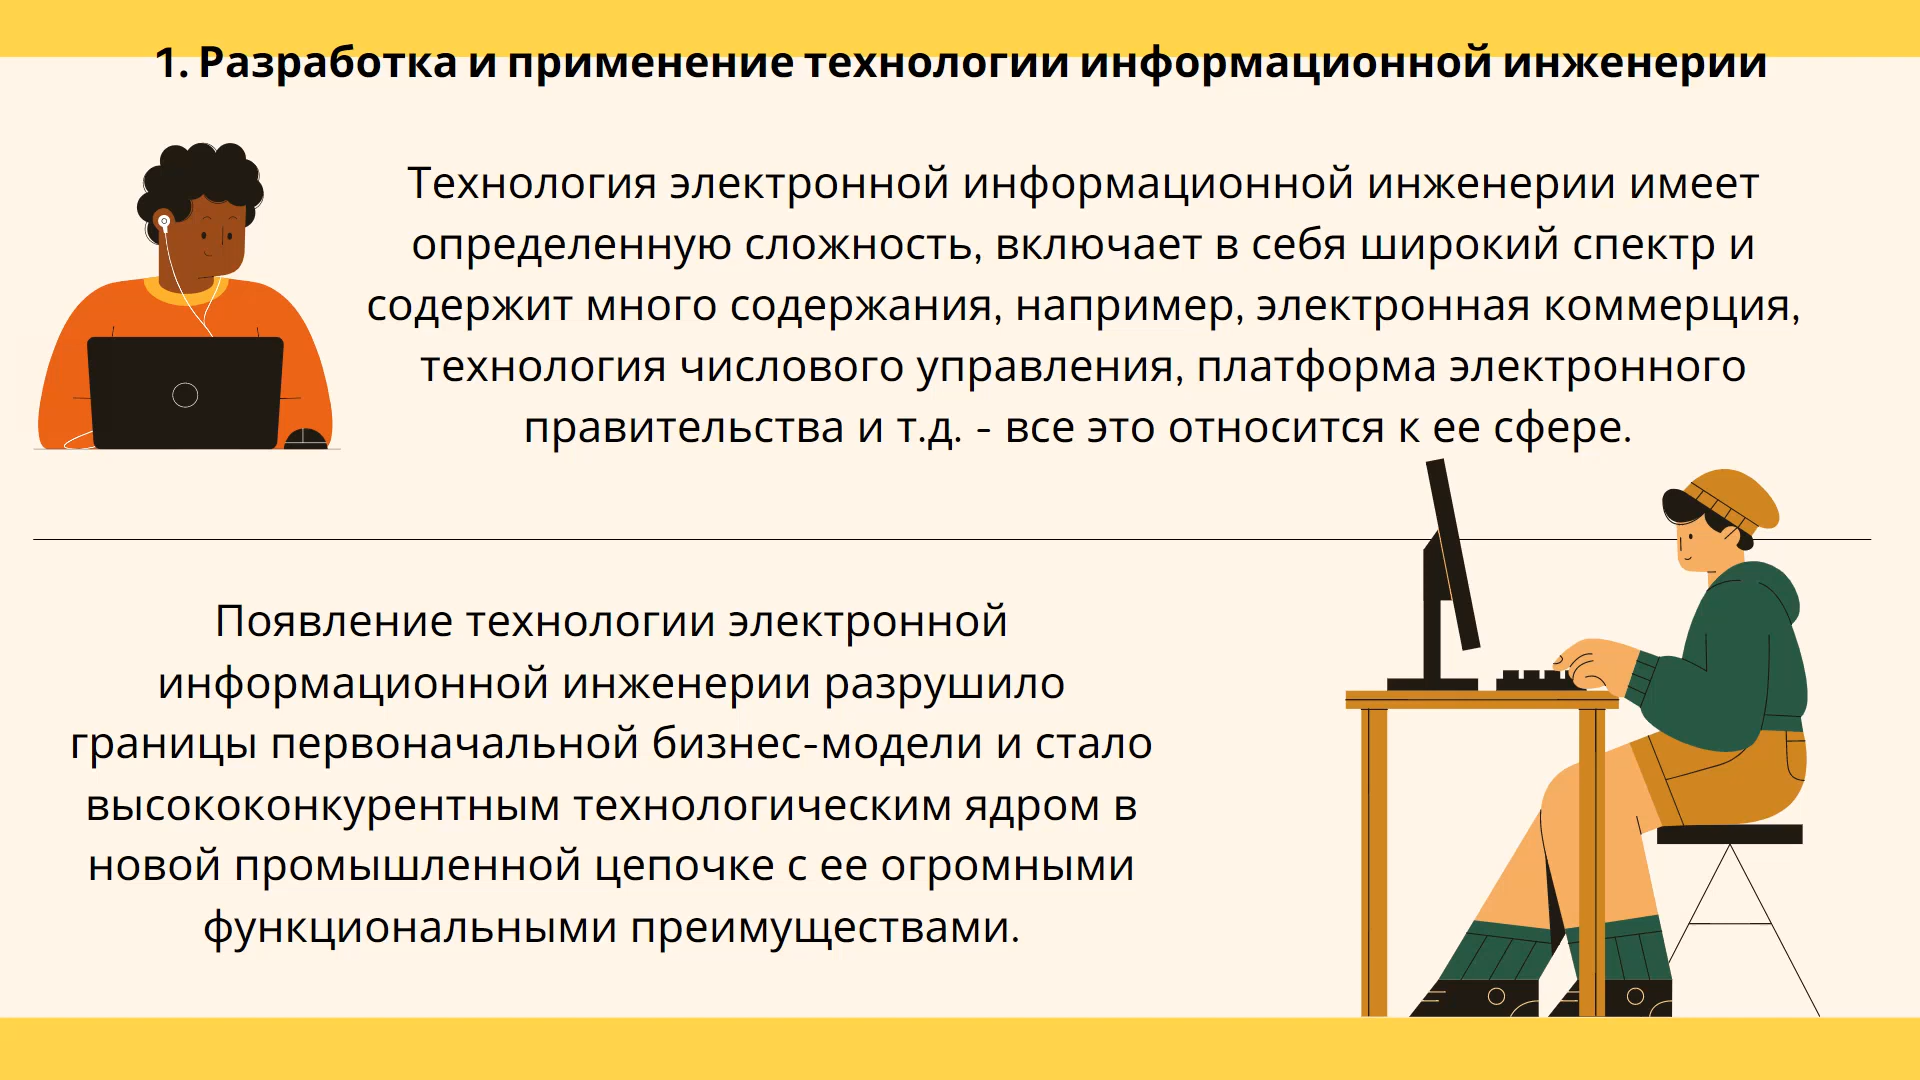 1. Разработка и применение технологии информационной инженерии
Технология электронной информационной инженерии имеет
определенную сложность, включает в себя широкий спектр и
содержит много содержания, например, электронная коммерция,
технология числового управления, платформа электронного
правительства и т.д. - все это относится к ее сфере.
Появление технологии электронной
информационной инженерии разрушило
границы первоначальной бизнес-модели и стало
высококонкурентным технологическим ядром в
новой промышленной цепочке с ее огромными
функциональными преимуществами.